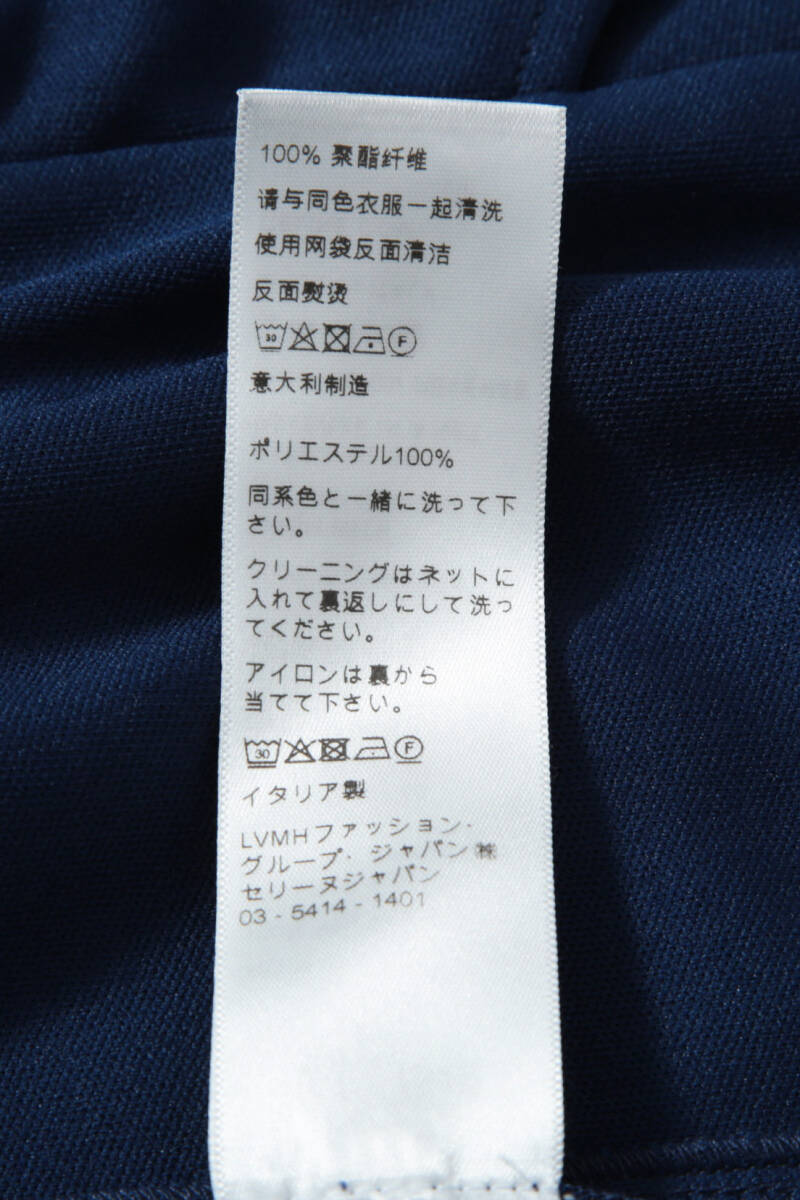 100% 聚酯纤维
请与同色衣服一起清洗
使用网袋反面清洁
反面熨烫
30 F
意大利制造
ポリエステル100%
同系色と一緒に洗って下
さい。
クリーニングはネットに
入れて裏返しにして洗っ
てください。
アイロンは裏から
当てて下さい。
30 F
イタリア製
LVMHファッション・
グループ・ジャパン㈱
セリーヌジャパン
03 - 5414 - 1401